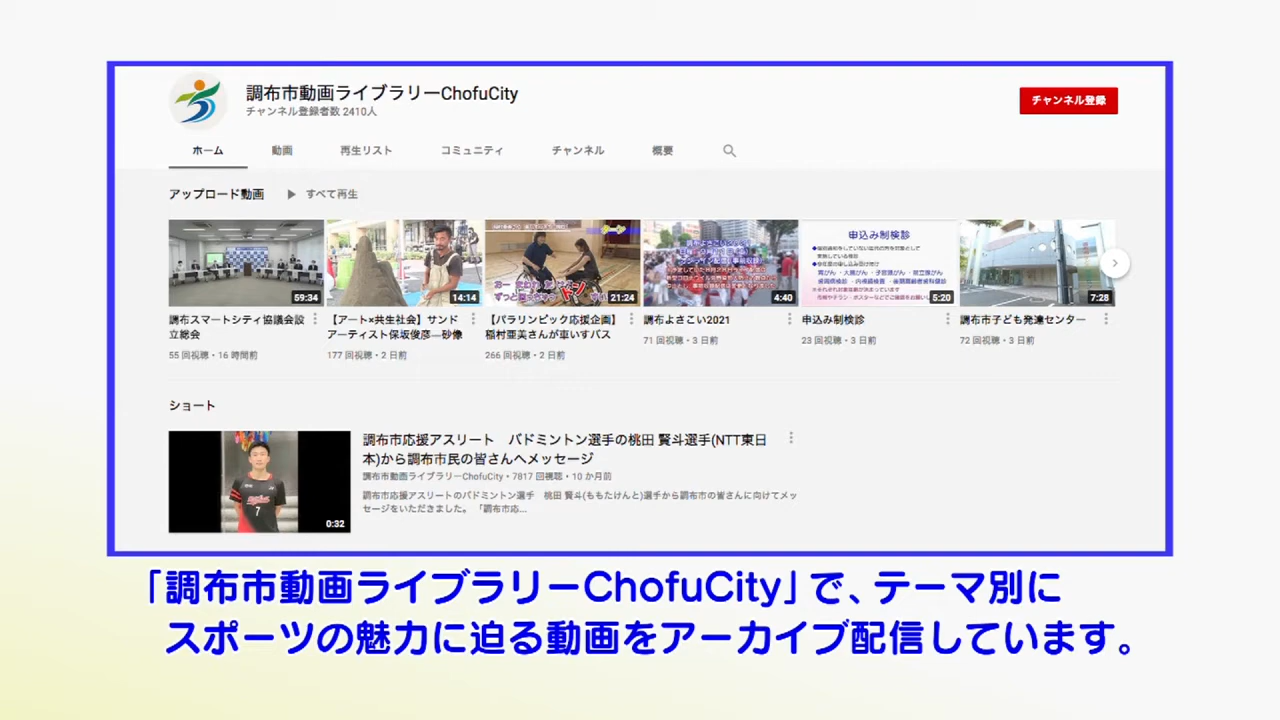 調布市動画ライブラリーChofuCity
チャンネル登録者数 2410人
チャンネル登録
ホーム
動画
再生リスト
コミュニティ
チャンネル
概要
アップロード動画
すべて再生
59:34
14:14
21:24
調布よさこい2021
4:40
申込み制検診
5:20
7:28
調布スマートシティ協議会設
立総会
55 回視聴・16 時間前
【アート×共生社会】サンド
アーティスト保坂俊彦―砂像
177 回視聴・2 日前
【パラリンピック応援企画】
稲村亜美さんが車いすバス
266 回視聴・2 日前
調布よさこい2021
71 回視聴・3 日前
申込み制検診
23 回視聴・3 日前
調布市子ども発達センター
72 回視聴・3 日前
ショート
0:32
調布市応援アスリート　バドミントン選手の桃田 賢斗選手(NTT東日
本)から調布市民の皆さんへメッセージ
調布市動画ライブラリーChofuCity・7817 回視聴・10 か月前
調布市応援アスリートのバドミントン選手　桃田 賢斗(ももたけんと)選手から調布市の皆さんに向けてメッ
セージをいただきました。 「調布市応...
「調布市動画ライブラリーChofuCity」で、テーマ別に
スポーツの魅力に迫る動画をアーカイブ配信しています。